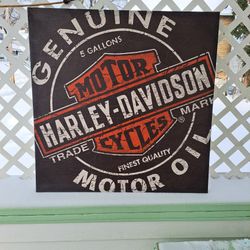 GENUINE
5 GALLONS
MOTOR
HARLEY-DAVIDSON
CYCLES
®
TRADE MARK
FINEST QUALITY
MOTOR OIL